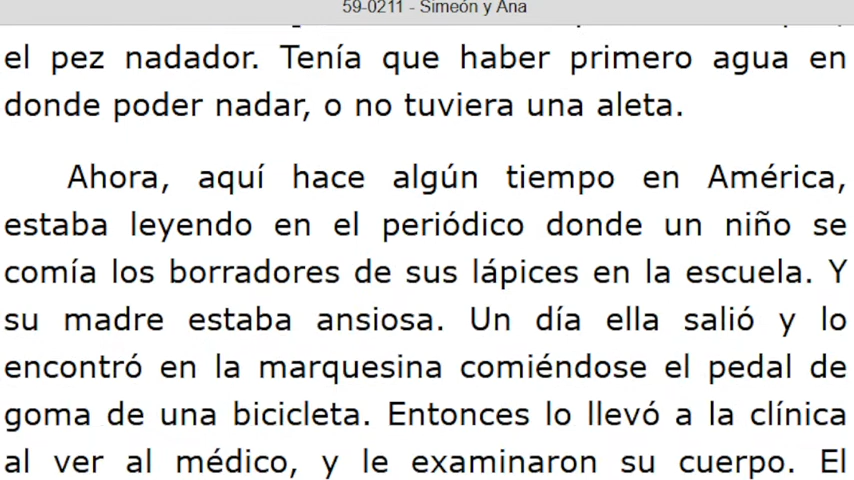 59-0211 - Simeón y Ana
el pez nadador. Tenía que haber primero agua en
donde poder nadar, o no tuviera una aleta.
Ahora, aquí hace algún tiempo en América,
estaba leyendo en el periódico donde un niño se
comía los borradores de sus lápices en la escuela. Y
su madre estaba ansiosa. Un día ella salió y lo
encontró en la marquesina comiéndose el pedal de
goma de una bicicleta. Entonces lo llevó a la clínica
al ver al médico, y le examinaron su cuerpo. El